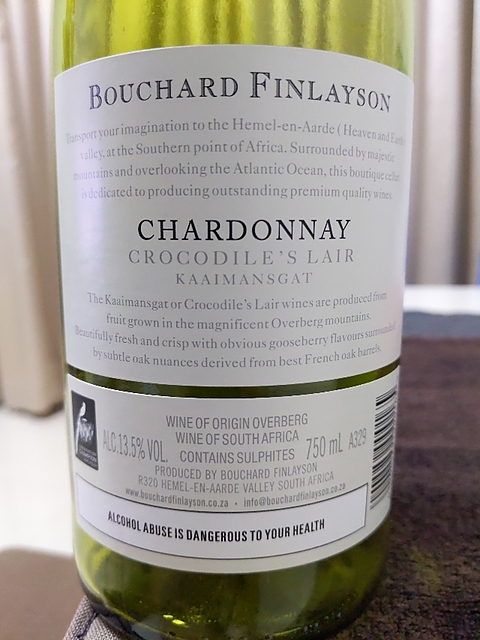 BOUCHARD FINLAYSON
Transport your imagination to the Hemel-en-Aarde (Heaven and Earth
valley, at the Southern point of Africa. Surrounded by majestic
mountains and overlooking the Atlantic Ocean, this boutique cellar
is dedicated to producing outstanding premium quality wines
CHARDONNAY
CROCODILE'S LAIR
KAAIMANSGAT
The Kaaimansgat or Crocodile's Lair wines are produced from
fruit grown in the magnificent Overberg mountains.
Beautifully fresh and crisp with obvious gooseberry flavours surrounded
by subtle oak nuances derived from best French oak barrels.
WINE OF ORIGIN OVERBERG
WINE OF SOUTH AFRICA
ALC.13.5% VOL. CONTAINS SULPHITES 750 mL A329
PRODUCED BY BOUCHARD FINLAYSON
R320 HEMEL-EN-AARDE VALLEY SOUTH AFRICA
www.bouchardfinlayson.co.za · info@bouchardfinlayson.co.za
ALCOHOL ABUSE IS DANGEROUS TO YOUR HEALTH